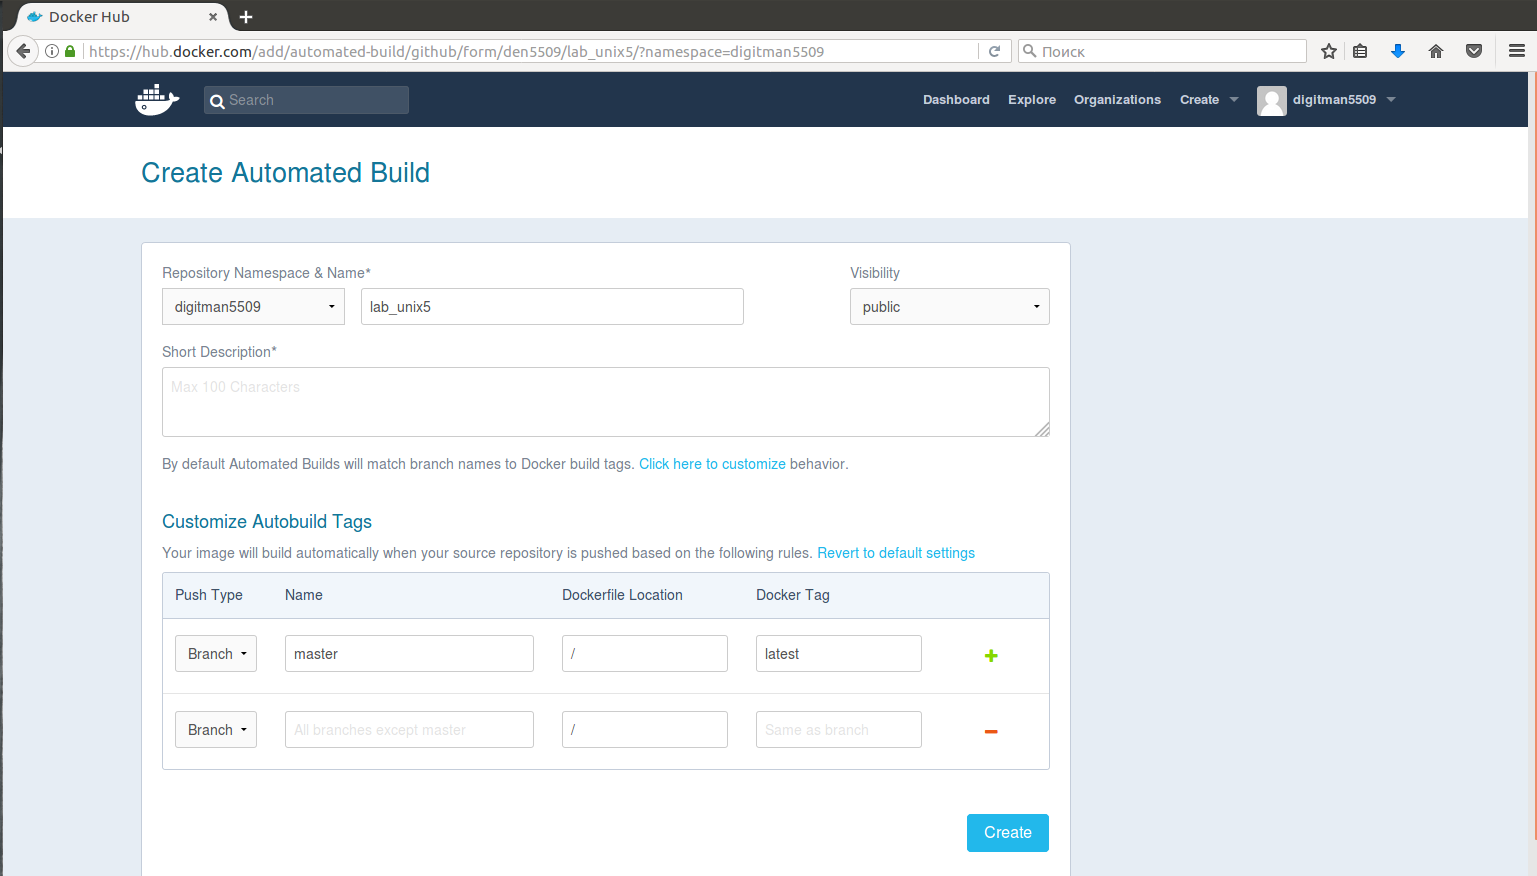 Docker Hub
https://hub.docker.com/add/automated-build/github/form/den5509/lab_unix5/?namespace=digitman5509
Поиск
Search
Dashboard Explore Organizations Create digitman5509
Create Automated Build
Repository Namespace & Name* Visibility
digitman5509 lab_unix5 public
Short Description*
Max 100 Characters
By default Automated Builds will match branch names to Docker build tags. Click here to customize behavior.
Customize Autobuild Tags
Your image will build automatically when your source repository is pushed based on the following rules. Revert to default settings
Push Type Name Dockerfile Location Docker Tag
Branch master / latest
Branch All branches except master / Same as branch
Create